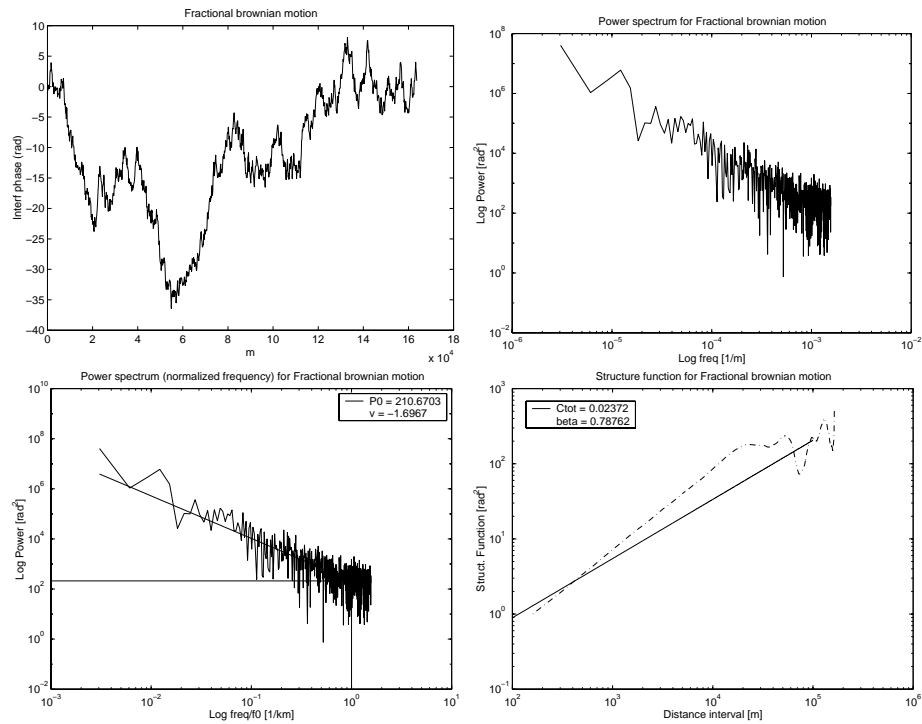 Fractional brownian motion
10
5
0
−5
−10
−15
−20
−25
−30
−35
−40
Interf phase (rad)
0 2 4 6 8 10 12 14 16 18
x 10^4
m
Power spectrum for Fractional brownian motion
10^8
10^6
10^4
10^2
10^0
10^−2
Log Power [rad^2]
10^−6 10^−5 10^−4 10^−3 10^−2
Log freq [1/m]
Power spectrum (normalized frequency) for Fractional brownian motion
10^10
10^8
10^6
10^4
10^2
10^0
10^−2
Log Power [rad^2]
P0 = 210.6703
v = −1.6967
10^−3 10^−2 10^−1 10^0 10^1
Log freq/f0 [1/km]
Structure function for Fractional brownian motion
10^3
10^2
10^1
10^0
10^−1
Struct. Function [rad^2]
Ctot = 0.02372
beta = 0.78762
10^2 10^3 10^4 10^5 10^6
Distance interval [m]